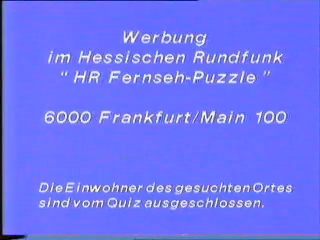 Werbung
im Hessischen Rundfunk
"HR Fernseh-Puzzle"
6000 Frankfurt/Main 100
Die Einwohner des gesuchten Ortes
sind vom Quiz ausgeschlossen.